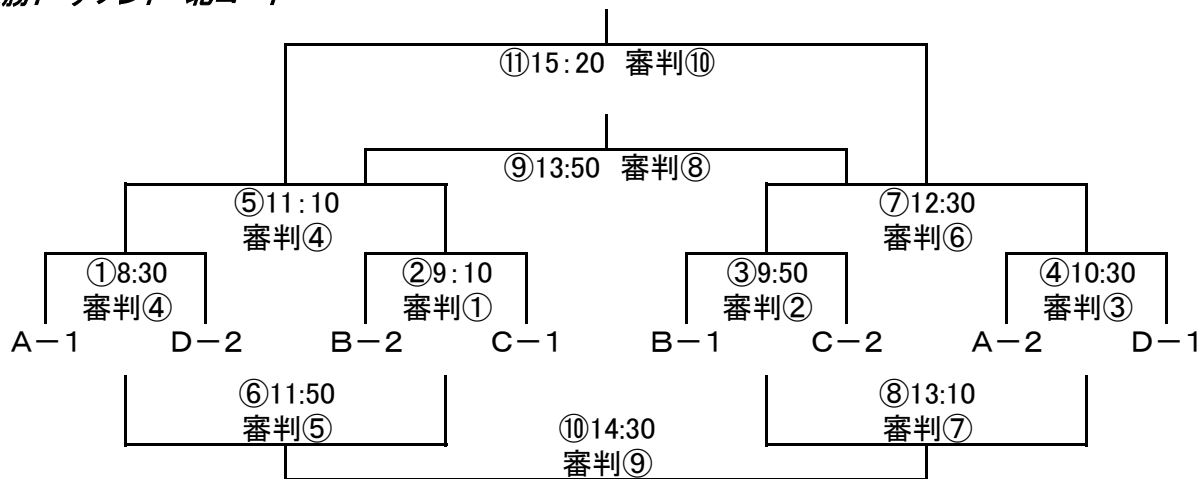 ⑪15:20 審判⑩
⑨13:50 審判⑧
⑤11:10
審判④
⑦12:30
審判⑥
①8:30
審判④
②9:10
審判①
③9:50
審判②
④10:30
審判③
A-1 D-2 B-2 C-1 B-1 C-2 A-2 D-1
⑥11:50
審判⑤
⑧13:10
審判⑦
⑩14:30
審判⑨